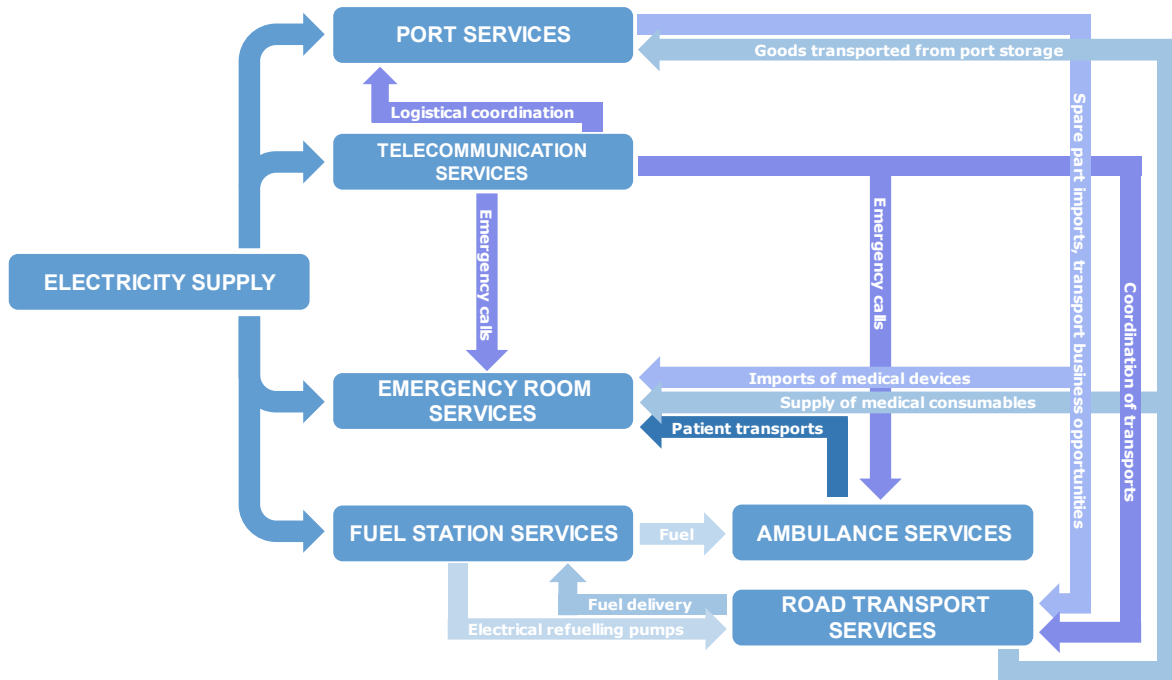 PORT SERVICES
Goods transported from port storage
Logistical coordination
Spare part imports, transport business opportunities
TELECOMMUNICATION
SERVICES
Emergency calls
Emergency calls
ELECTRICITY SUPPLY
Coordination of transports
Imports of medical devices
EMERGENCY ROOM
SERVICES
Supply of medical consumables
Patient transports
FUEL STATION SERVICES
Fuel
AMBULANCE SERVICES
Fuel delivery
ROAD TRANSPORT
SERVICES
Electrical refuelling pumps